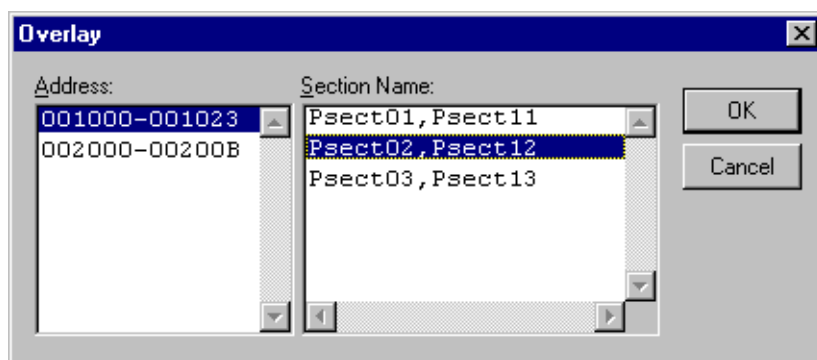 Overlay
Address:
Section Name:
001000-001023
002000-00200B
Psect01,Psect11
Psect02,Psect12
Psect03,Psect13
OK
Cancel